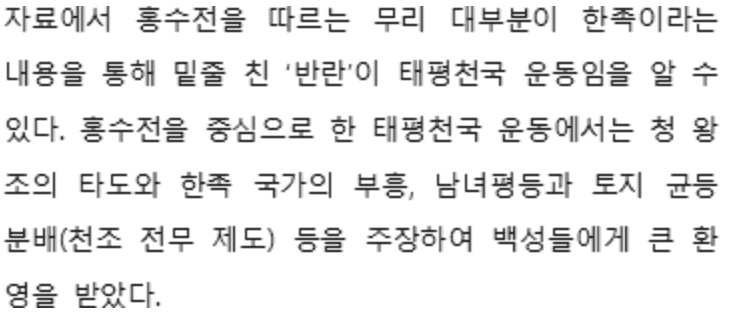 자료에서 홍수전을 따르는 무리 대부분이 한족이라는
내용을 통해 밑줄 친 ‘반란’이 태평천국 운동임을 알 수
있다. 홍수전을 중심으로 한 태평천국 운동에서는 청 왕
조의 타도와 한족 국가의 부흥, 남녀평등과 토지 균등
분배(천조 전무 제도) 등을 주장하여 백성들에게 큰 환
영을 받았다.